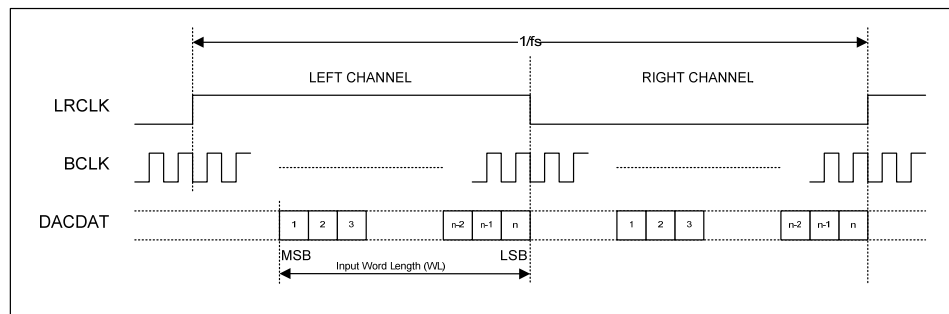 1/fs
LEFT CHANNEL RIGHT CHANNEL
LRCLK
BCLK
DACDAT 1 2 3 n-2 n-1 n 1 2 3 n-2 n-1 n
MSB LSB
Input Word Length (WL)